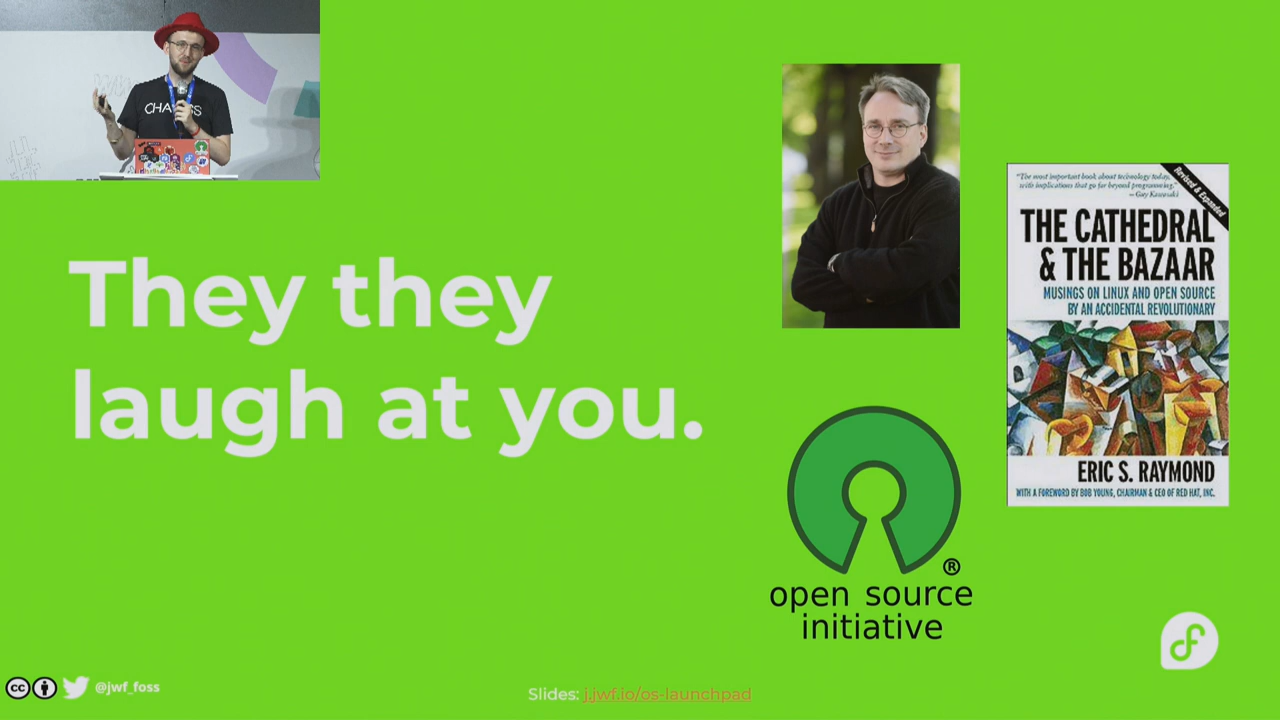 They they
laugh at you.
"The most important book about technology today,
with implications that go far beyond programming."
— Guy Kawasaki
Revised & Expanded
THE CATHEDRAL
& THE BAZAAR
MUSINGS ON LINUX AND OPEN SOURCE
BY AN ACCIDENTAL REVOLUTIONARY
ERIC S. RAYMOND
WITH A FOREWORD BY BOB YOUNG, CHAIRMAN & CEO OF RED HAT, INC.
®
open source
initiative
cc
@jwf_foss
Slides: j.jwf.io/os-launchpad